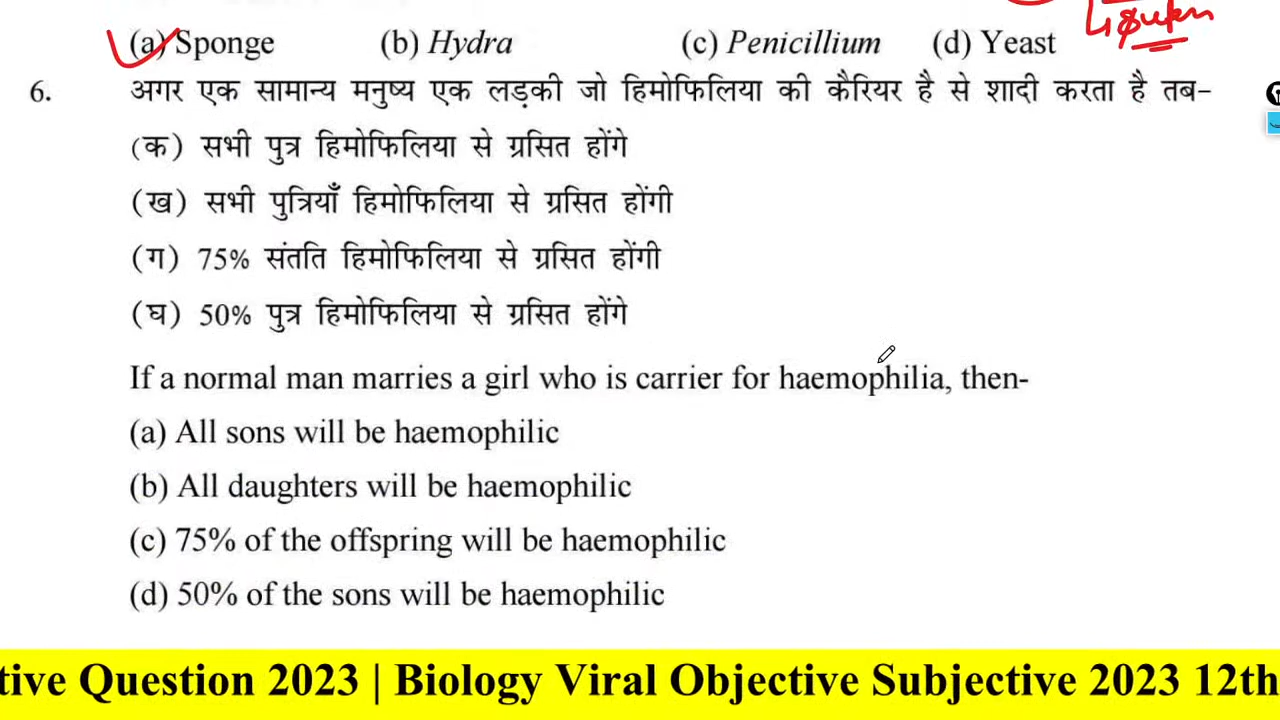 (a) Sponge (b) Hydra (c) Penicillium (d) Yeast
6. अगर एक सामान्य मनुष्य एक लड़की जो हिमोफिलिया की कैरियर है से शादी करता है तब-
(क) सभी पुत्र हिमोफिलिया से ग्रसित होंगे
(ख) सभी पुत्रियाँ हिमोफिलिया से ग्रसित होंगी
(ग) 75% संतति हिमोफिलिया से ग्रसित होंगी
(घ) 50% पुत्र हिमोफिलिया से ग्रसित होंगे
If a normal man marries a girl who is carrier for haemophilia, then-
(a) All sons will be haemophilic
(b) All daughters will be haemophilic
(c) 75% of the offspring will be haemophilic
(d) 50% of the sons will be haemophilic
tive Question 2023 | Biology Viral Objective Subjective 2023 12th